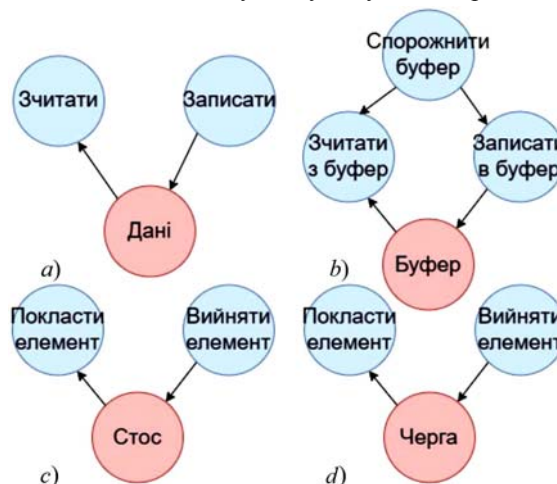 Спорожнити
буфер
Зчитати
Записати
Зчитати
з буфер
Записати
в буфер
Дані
a)
Буфер
b)
Покласти
елемент
Вийняти
елемент
Покласти
елемент
Вийняти
елемент
Стос
c)
Черга
d)